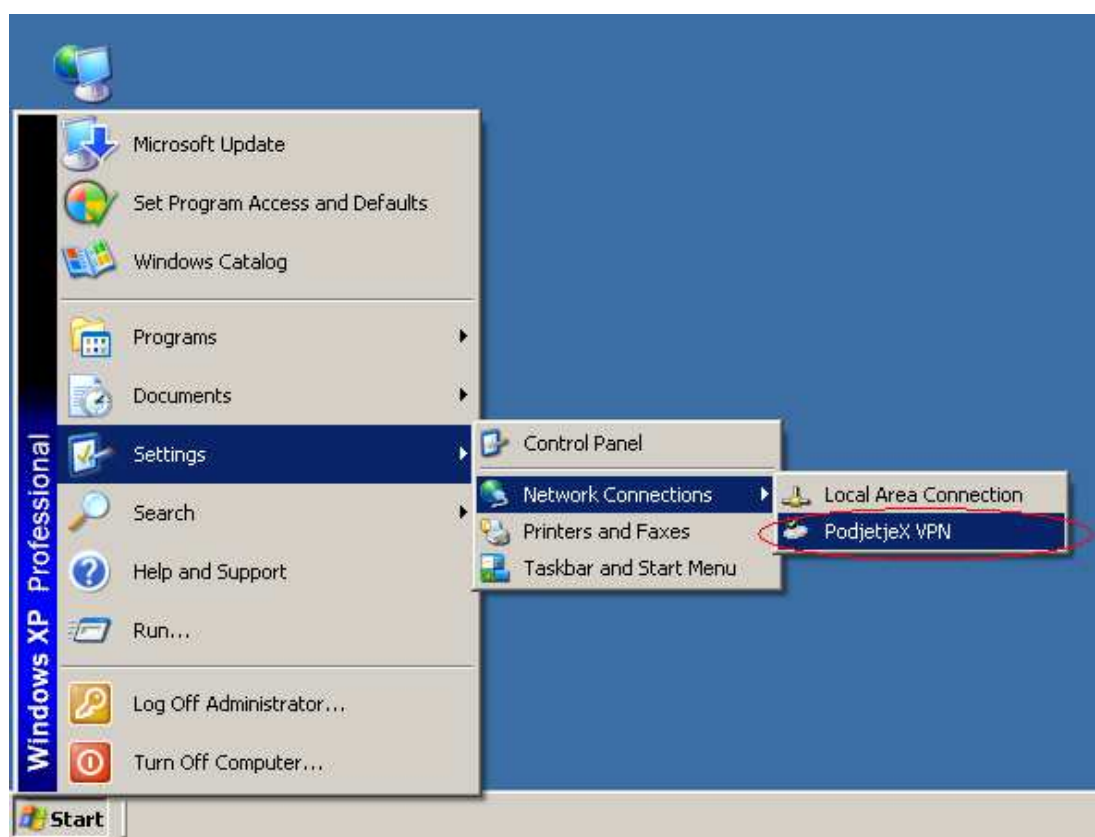 Microsoft Update
Set Program Access and Defaults
Windows Catalog
Programs
Documents
Settings
Search
Help and Support
Run...
Log Off Administrator...
Turn Off Computer...
Windows XP Professional
Control Panel
Network Connections
Printers and Faxes
Taskbar and Start Menu
Local Area Connection
PodjetjeX VPN
Start